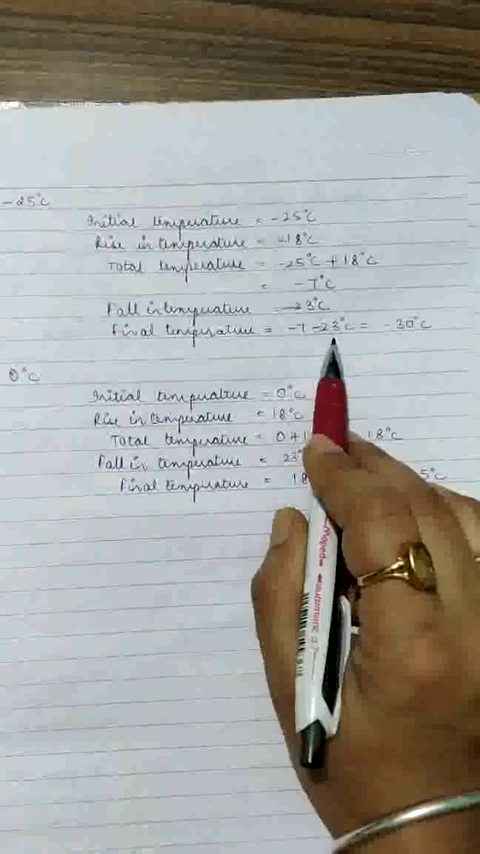 -25°C
Initial temperature = -25°C
Rise in temperature = +18°C
Total temperature = -25°C + 18°C
= -7°C
Fall in temperature = -23°C
Final temperature = -7-23°C = -30°C
0°C
Initial temperature = 0°C
Rise in temperature = 18°C
Total temperature = 0+1 18°C
Fall in temperature = 23°
Final temperature = 18 5°C